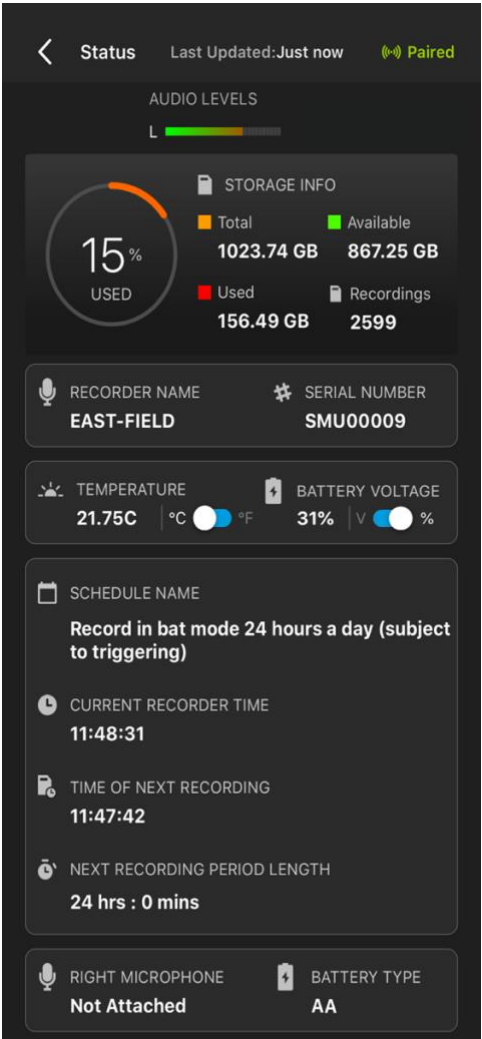 Status Last Updated:Just now Paired
AUDIO LEVELS
L
STORAGE INFO
Total Available
1023.74 GB 867.25 GB
15%
USED
Used Recordings
156.49 GB 2599
RECORDER NAME SERIAL NUMBER
EAST-FIELD SMU00009
TEMPERATURE BATTERY VOLTAGE
21.75C °C °F 31% V %
SCHEDULE NAME
Record in bat mode 24 hours a day (subject
to triggering)
CURRENT RECORDER TIME
11:48:31
TIME OF NEXT RECORDING
11:47:42
NEXT RECORDING PERIOD LENGTH
24 hrs : 0 mins
RIGHT MICROPHONE BATTERY TYPE
Not Attached AA